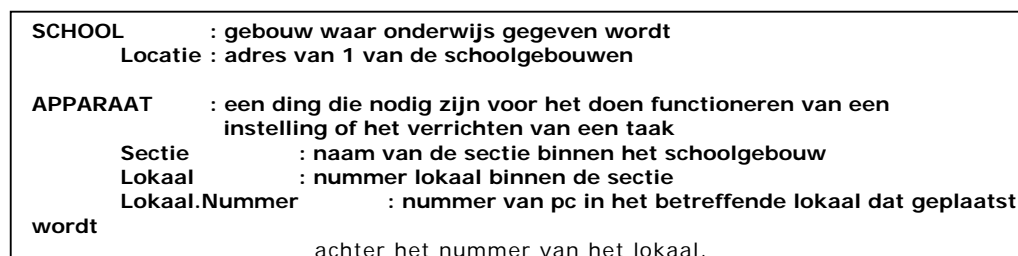 SCHOOL : gebouw waar onderwijs gegeven wordt
Locatie : adres van 1 van de schoolgebouwen
APPARAAT : een ding die nodig zijn voor het doen functioneren van een
instelling of het verrichten van een taak
Sectie : naam van de sectie binnen het schoolgebouw
Lokaal : nummer lokaal binnen de sectie
Lokaal.Nummer : nummer van pc in het betreffende lokaal dat geplaatst
wordt
achter het nummer van het lokaal.